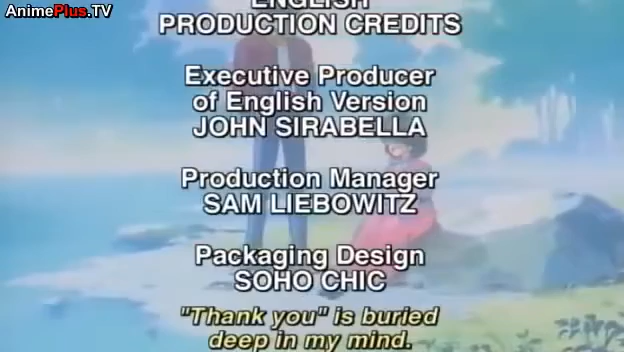 AnimePlus.TV
ENGLISH
PRODUCTION CREDITS
Executive Producer
of English Version
JOHN SIRABELLA
Production Manager
SAM LIEBOWITZ
Packaging Design
SOHO CHIC
"Thank you" is buried
deep in my mind.